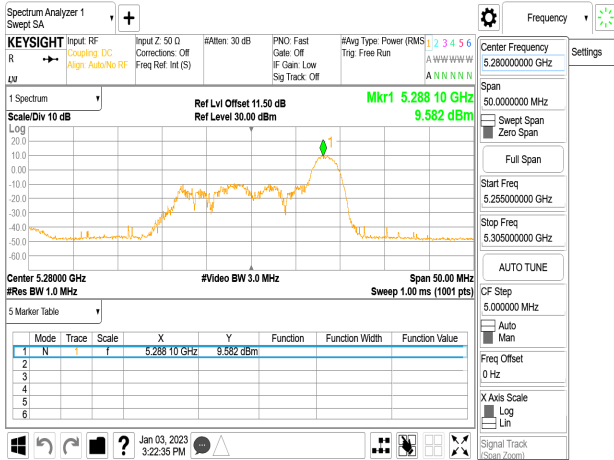 Spectrum Analyzer 1
Swept SA
Frequency
KEYSIGHT
R
LXI
Input: RF
Coupling: DC
Align: Auto/No RF
Input Z: 50 Ω
Corrections: Off
Freq Ref: Int (S)
#Atten: 30 dB
PNO: Fast
Gate: Off
IF Gain: Low
Sig Track: Off
#Avg Type: Power (RMS
Trig: Free Run
1 2 3 4 5 6
A W W W W W
A N N N N N
Center Frequency
5.280000000 GHz
Settings
1 Spectrum
Scale/Div 10 dB
Ref Lvl Offset 11.50 dB
Ref Level 30.00 dBm
Mkr1 5.288 10 GHz
9.582 dBm
Log
20.0
10.0
0.00
-10.0
-20.0
-30.0
-40.0
-50.0
-60.0
1
Center 5.28000 GHz
#Res BW 1.0 MHz
#Video BW 3.0 MHz
Span 50.00 MHz
Sweep 1.00 ms (1001 pts)
Span
50.0000000 MHz
Swept Span
Zero Span
Full Span
Start Freq
5.255000000 GHz
Stop Freq
5.305000000 GHz
AUTO TUNE
CF Step
5.000000 MHz
Auto
Man
Freq Offset
0 Hz
X Axis Scale
Log
Lin
Signal Track
(Span Zoom)
5 Marker Table
Mode Trace Scale X Y Function Function Width Function Value
1 N 1 f 5.288 10 GHz 9.582 dBm
2
3
4
5
6
?
Jan 03, 2023
3:22:35 PM